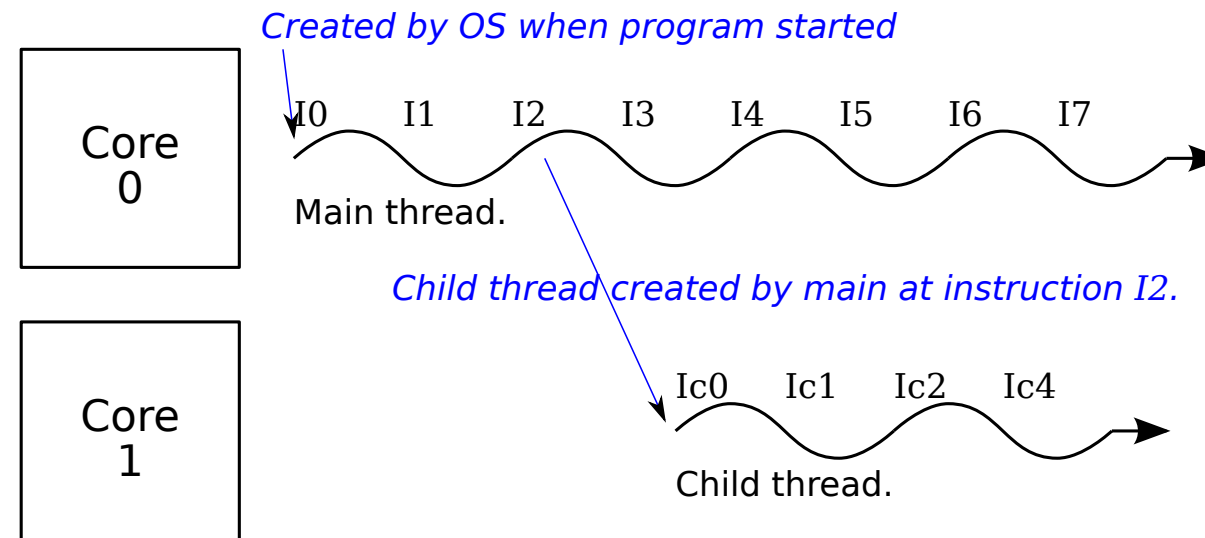 Created by OS when program started
Core
0
I0 I1 I2 I3 I4 I5 I6 I7
Main thread.
Child thread created by main at instruction I2.
Core
1
Ic0 Ic1 Ic2 Ic4
Child thread.